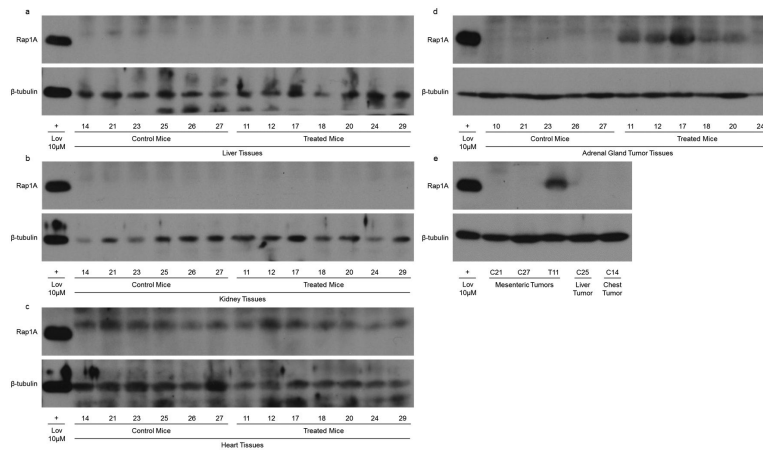 a
Rap1A
β-tubulin
+ 14 21 23 25 26 27 11 12 17 18 20 24 29
Lov 10µM
Control Mice Treated Mice
Liver Tissues
b
Rap1A
β-tubulin
+ 14 21 23 25 26 27 11 12 17 18 20 24 29
Lov 10µM
Control Mice Treated Mice
Kidney Tissues
c
Rap1A
β-tubulin
+ 14 21 23 25 26 27 11 12 17 18 20 24 29
Lov 10µM
Control Mice Treated Mice
Heart Tissues
d
Rap1A
β-tubulin
+ 10 21 23 26 27 11 12 17 18 20 24
Lov 10µM
Control Mice Treated Mice
Adrenal Gland Tumor Tissues
e
Rap1A
β-tubulin
+ C21 C27 T11 C25 C14
Lov 10µM
Mesenteric Tumors
Liver Tumor
Chest Tumor